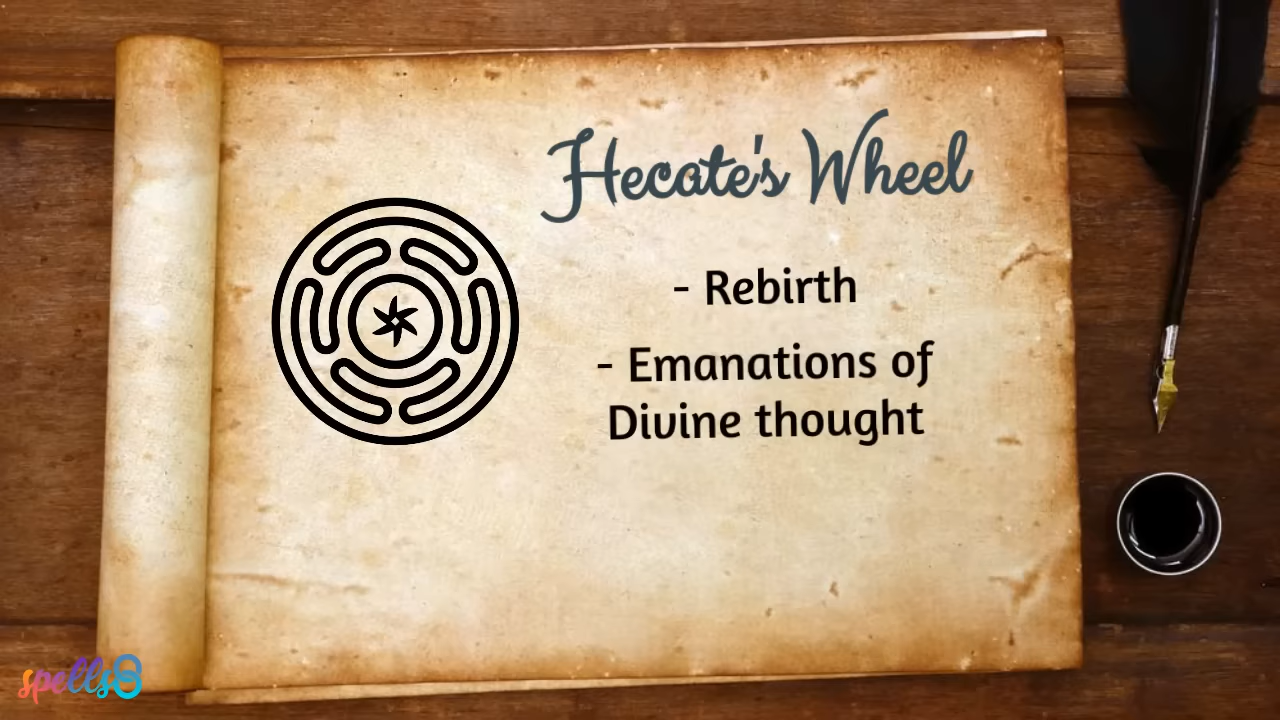 Hecate's Wheel
- Rebirth
- Emanations of
Divine thought
spells8